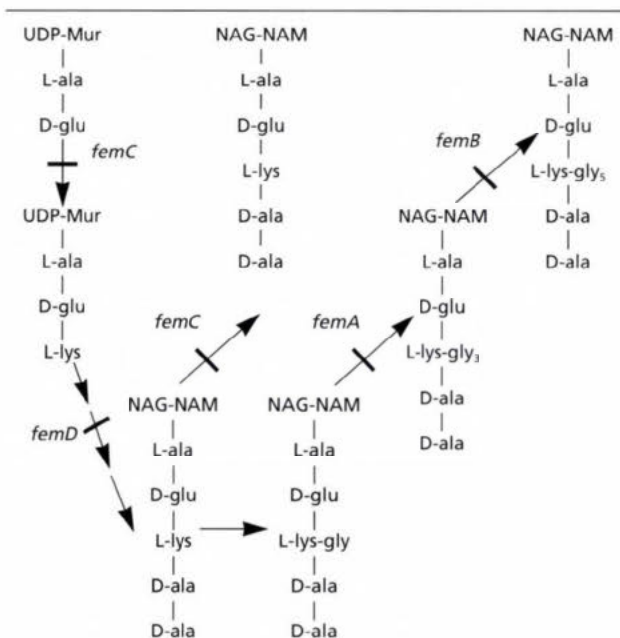 UDP-Mur
L-ala
D-glu
femC
UDP-Mur
L-ala
D-glu
L-lys
femD
NAG-NAM
L-ala
D-glu
L-lys
D-ala
D-ala
femC
NAG-NAM
L-ala
D-glu
L-lys
D-ala
D-ala
NAG-NAM
L-ala
D-glu
L-lys-gly
D-ala
D-ala
femA
NAG-NAM
L-ala
D-glu
L-lys-gly₃
D-ala
D-ala
femB
NAG-NAM
L-ala
D-glu
L-lys-gly₅
D-ala
D-ala